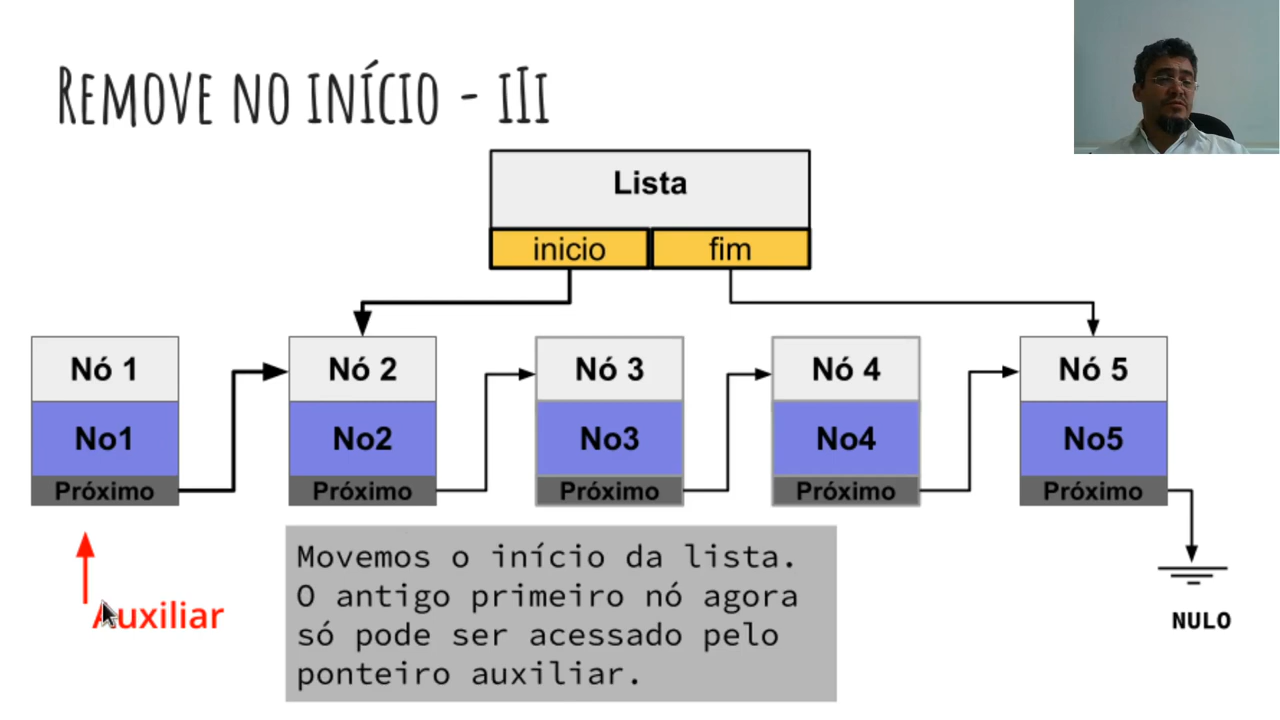 Remove no início - III
Lista
inicio fim
Nó 1 Nó 2 Nó 3 Nó 4 Nó 5
No1 No2 No3 No4 No5
Próximo Próximo Próximo Próximo Próximo
Auxiliar
Movemos o início da lista.
O antigo primeiro nó agora
só pode ser acessado pelo
ponteiro auxiliar.
NULO